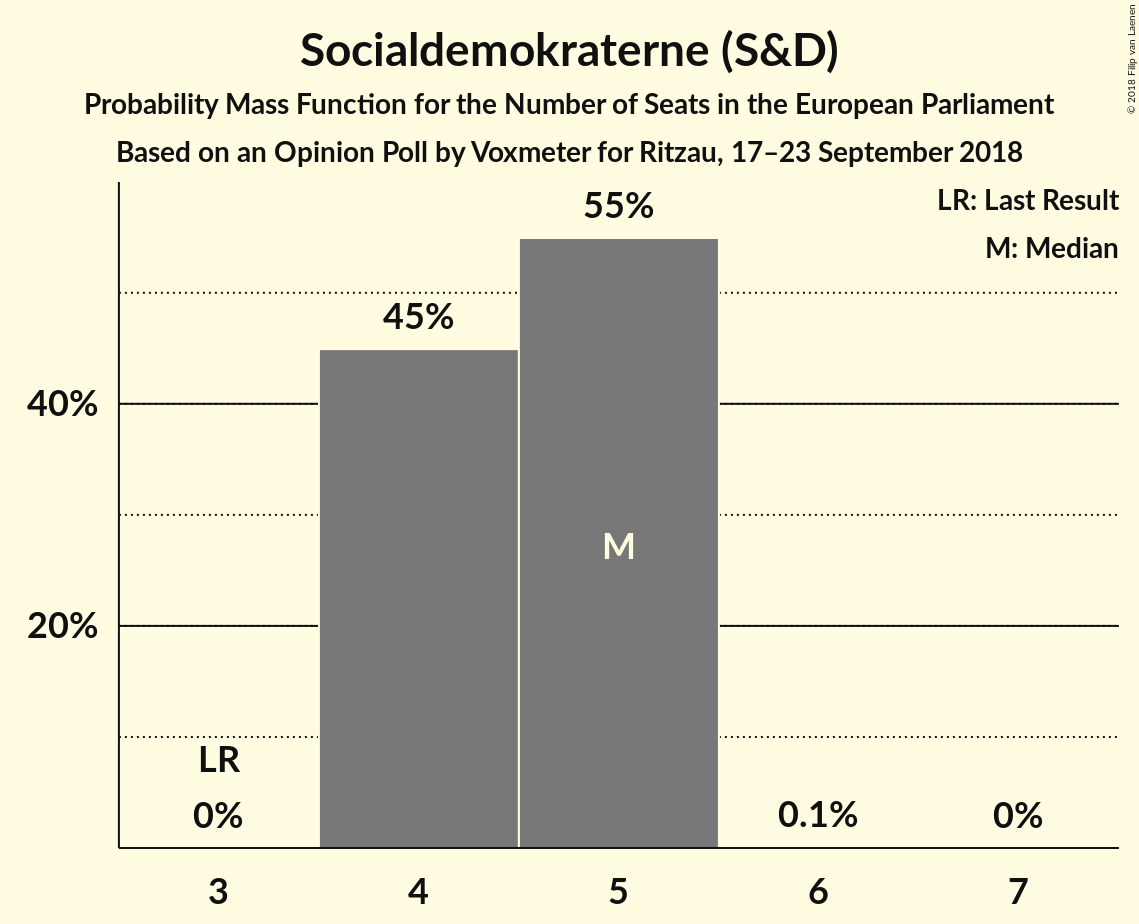 Socialdemokraterne (S&D)
Probability Mass Function for the Number of Seats in the European Parliament
Based on an Opinion Poll by Voxmeter for Ritzau, 17–23 September 2018
© 2018 Filip van Laenen
LR: Last Result
M: Median
55%
45%
40%
M
20%
LR
0%
0.1%
0%
3
4
5
6
7